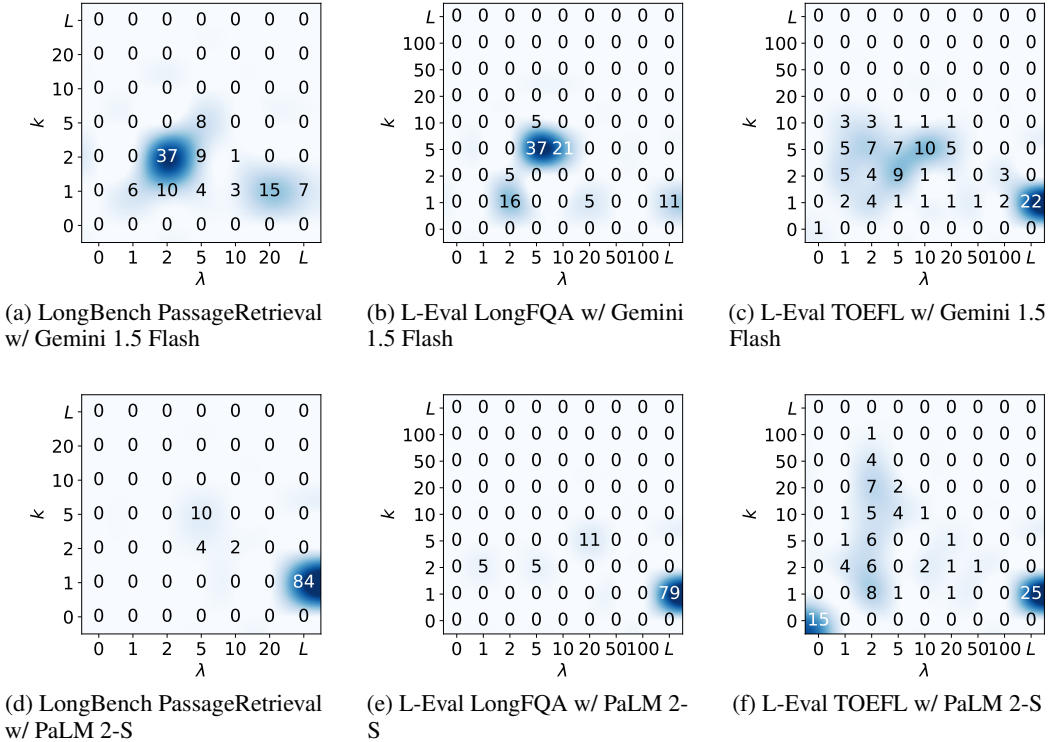 L 0 0 0 0 0 0 0
20 0 0 0 0 0 0 0
10 0 0 0 0 0 0 0
k
5 0 0 0 8 0 0 0
2 0 0 37 9 1 0 0
1 0 6 10 4 3 15 7
0 0 0 0 0 0 0 0
0 1 2 5 10 20 L
λ
(a) LongBench PassageRetrieval
w/ Gemini 1.5 Flash
L 0 0 0 0 0 0 0 0 0
100 0 0 0 0 0 0 0 0 0
50 0 0 0 0 0 0 0 0 0
20 0 0 0 0 0 0 0 0 0
k
10 0 0 0 5 0 0 0 0 0
5 0 0 0 37 21 0 0 0 0
2 0 0 5 0 0 0 0 0 0
1 0 0 16 0 0 5 0 0 11
0 0 0 0 0 0 0 0 0 0
0 1 2 5 10 20 50 100 L
λ
(b) L-Eval LongFQA w/ Gemini
1.5 Flash
L 0 0 0 0 0 0 0 0 0
100 0 0 0 0 0 0 0 0 0
50 0 0 0 0 0 0 0 0 0
20 0 0 0 0 0 0 0 0 0
k
10 0 3 3 1 1 1 0 0 0
5 0 5 7 7 10 5 0 0 0
2 0 5 4 9 1 1 0 3 0
1 0 2 4 1 1 1 1 2 22
0 1 0 0 0 0 0 0 0 0
0 1 2 5 10 20 50 100 L
λ
(c) L-Eval TOEFL w/ Gemini 1.5
Flash
L 0 0 0 0 0 0 0
20 0 0 0 0 0 0 0
10 0 0 0 0 0 0 0
k
5 0 0 0 10 0 0 0
2 0 0 0 4 2 0 0
1 0 0 0 0 0 0 84
0 0 0 0 0 0 0 0
0 1 2 5 10 20 L
λ
(d) LongBench PassageRetrieval
w/ PaLM 2-S
L 0 0 0 0 0 0 0 0 0
100 0 0 0 0 0 0 0 0 0
50 0 0 0 0 0 0 0 0 0
20 0 0 0 0 0 0 0 0 0
k
10 0 0 0 0 0 0 0 0 0
5 0 0 0 0 0 11 0 0 0
2 0 5 0 5 0 0 0 0 0
1 0 0 0 0 0 0 0 0 79
0 0 0 0 0 0 0 0 0 0
0 1 2 5 10 20 50 100 L
λ
(e) L-Eval LongFQA w/ PaLM 2-
S
L 0 0 0 0 0 0 0 0 0
100 0 0 1 0 0 0 0 0 0
50 0 0 4 0 0 0 0 0 0
20 0 0 7 2 0 0 0 0 0
k
10 0 1 5 4 1 0 0 0 0
5 0 1 6 0 0 1 0 0 0
2 0 4 6 0 2 1 1 0 0
1 0 0 8 1 0 1 0 0 25
0 15 0 0 0 0 0 0 0 0
0 1 2 5 10 20 50 100 L
λ
(f) L-Eval TOEFL w/ PaLM 2-S